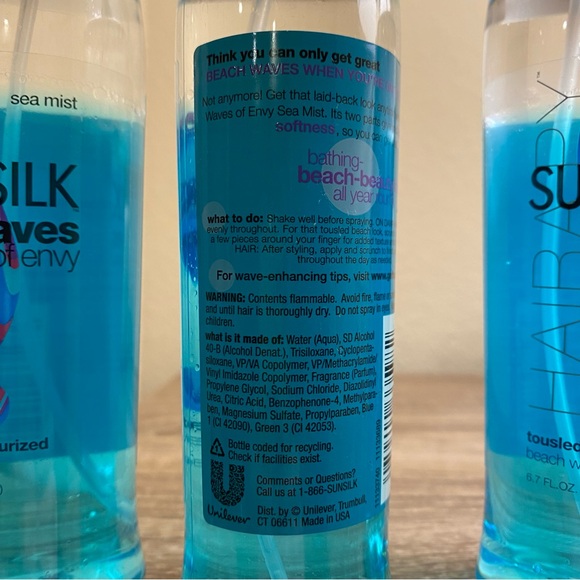 sea mist
SILK
aves
of envy
urized
Think you can only get great
BEACH WAVES WHEN YOU'RE
Not anymore! Get that laid-back look
Waves of Envy Sea Mist. Its two parts
softness, so you can
bathing-
beach-beau
all year
what to do: Shake well before spraying. ON
evenly throughout. For that tousled beach look,
a few pieces around your finger for added
HAIR: After styling, apply and scrunch
throughout the day as
For wave-enhancing tips, visit
WARNING: Contents flammable. Avoid fire, flame
and until hair is thoroughly dry. Do not spray
children.
what is it made of: Water (Aqua), SD Alcohol
40-B (Alcohol Denat.), Trisiloxane, Cyclopenta-
siloxane, VP/VA Copolymer, VP/Methacrylamide/
Vinyl Imidazole Copolymer, Fragrance (Parfum),
Propylene Glycol, Sodium Chloride, Diazolidinyl
Urea, Citric Acid, Benzophenone-4, Methylpara-
ben, Magnesium Sulfate, Propylparaben, Blue
1 (CI 42090), Green 3 (CI 42053).
Bottle coded for recycling.
Check if facilities exist.
Comments or Questions?
Call us at 1-866-SUNSILK
Unilever
Dist. by © Unilever, Trumbull,
CT 06611 Made in USA
SU
HAIRAPY
tousled
beach w
6.7 FL.OZ